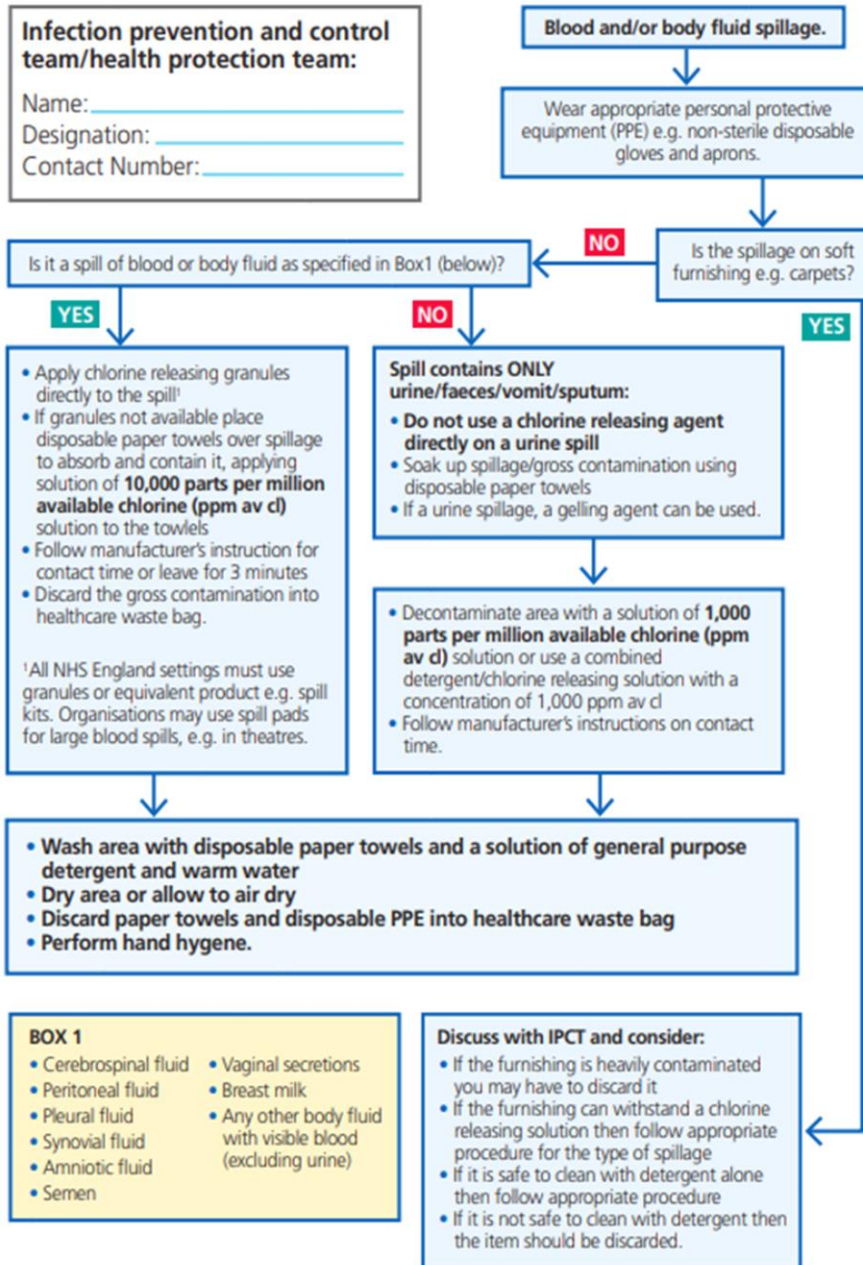 Infection prevention and control
team/health protection team:
Name:
Designation:
Contact Number:
Blood and/or body fluid spillage.
Wear appropriate personal protective
equipment (PPE) e.g. non-sterile disposable
gloves and aprons.
Is the spillage on soft
furnishing e.g. carpets?
NO
YES
Is it a spill of blood or body fluid as specified in Box1 (below)?
YES
NO
• Apply chlorine releasing granules
directly to the spill¹
• If granules not available place
disposable paper towels over spillage
to absorb and contain it, applying
solution of 10,000 parts per million
available chlorine (ppm av cl)
solution to the towlels
• Follow manufacturer's instruction for
contact time or leave for 3 minutes
• Discard the gross contamination into
healthcare waste bag.
¹All NHS England settings must use
granules or equivalent product e.g. spill
kits. Organisations may use spill pads
for large blood spills, e.g. in theatres.
Spill contains ONLY
urine/faeces/vomit/sputum:
• Do not use a chlorine releasing agent
directly on a urine spill
• Soak up spillage/gross contamination using
disposable paper towels
• If a urine spillage, a gelling agent can be used.
• Decontaminate area with a solution of 1,000
parts per million available chlorine (ppm
av cl) solution or use a combined
detergent/chlorine releasing solution with a
concentration of 1,000 ppm av cl
• Follow manufacturer's instructions on contact
time.
• Wash area with disposable paper towels and a solution of general purpose
detergent and warm water
• Dry area or allow to air dry
• Discard paper towels and disposable PPE into healthcare waste bag
• Perform hand hygene.
BOX 1
• Cerebrospinal fluid
• Peritoneal fluid
• Pleural fluid
• Synovial fluid
• Amniotic fluid
• Semen
• Vaginal secretions
• Breast milk
• Any other body fluid
with visible blood
(excluding urine)
Discuss with IPCT and consider:
• If the furnishing is heavily contaminated
you may have to discard it
• If the furnishing can withstand a chlorine
releasing solution then follow appropriate
procedure for the type of spillage
• If it is safe to clean with detergent alone
then follow appropriate procedure
• If it is not safe to clean with detergent then
the item should be discarded.